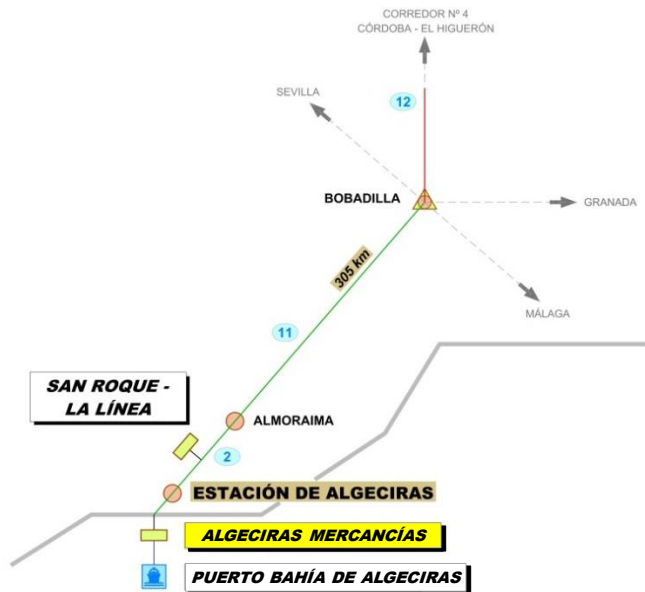 CORREDOR Nº 4
CÓRDOBA - EL HIGUERÓN
SEVILLA
12
BOBADILLA
GRANADA
305 km
MÁLAGA
11
SAN ROQUE -
LA LÍNEA
ALMORAIMA
2
ESTACIÓN DE ALGECIRAS
ALGECIRAS MERCANCÍAS
PUERTO BAHÍA DE ALGECIRAS